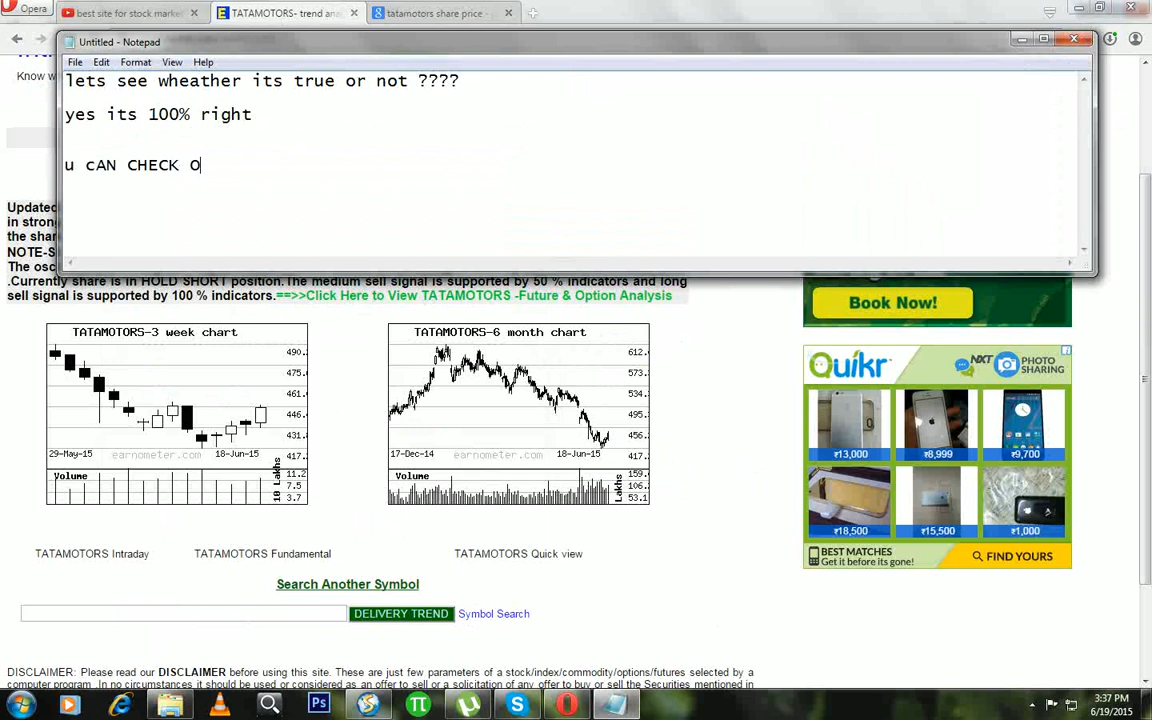 Opera
best site for stock market
TATAMOTORS- trend ana
tatamotors share price -
Untitled - Notepad
File Edit Format View Help
Know w
lets see wheather its true or not ????
yes its 100% right
u cAN CHECK O
Updated
in strong
the shar
NOTE-S
The osc
.Currently share is in HOLD SHORT position.The medium sell signal is supported by 50 % indicators and long
sell signal is supported by 100 % indicators.==>>Click Here to View TATAMOTORS -Future & Option Analysis
Book Now!
TATAMOTORS-3 week chart
490.
475.
461.
446.
431.
417.
29-May-15 earnometer.com 18-Jun-15
Volume
11.2
7.5
3.7
10 Lakhs
TATAMOTORS-6 month chart
612.
573.
534.
495.
456.
417.
17-Dec-14 earnometer.com 18-Jun-15
Volume
159.
106.
53.1
Lakhs
Quikr NXT PHOTO
SHARING
₹13,000 ₹8,999 ₹9,700
₹18,500 ₹15,500 ₹1,000
BEST MATCHES
Get it before its gone!
FIND YOURS
TATAMOTORS Intraday TATAMOTORS Fundamental TATAMOTORS Quick view
Search Another Symbol
DELIVERY TREND Symbol Search
DISCLAIMER: Please read our DISCLAIMER before using this site. These are just few parameters of a stock/index/commodity/options/futures selected by a
computer program .In no circumstances it should be used or considered as an offer to sell or a solicitation of any offer to buy or sell the Securities mentioned in
Ps
3:37 PM
6/19/2015